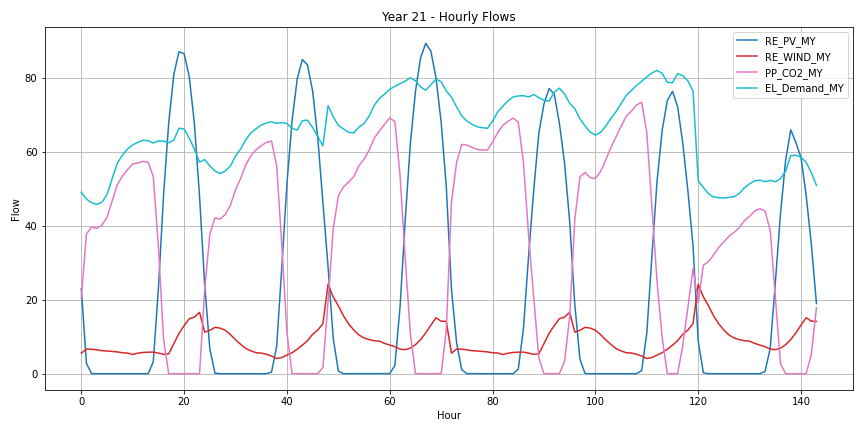 Year 21 - Hourly Flows
RE_PV_MY
RE_WIND_MY
PP_CO2_MY
EL_Demand_MY
80
60
40
20
0
Flow
0 20 40 60 80 100 120 140
Hour